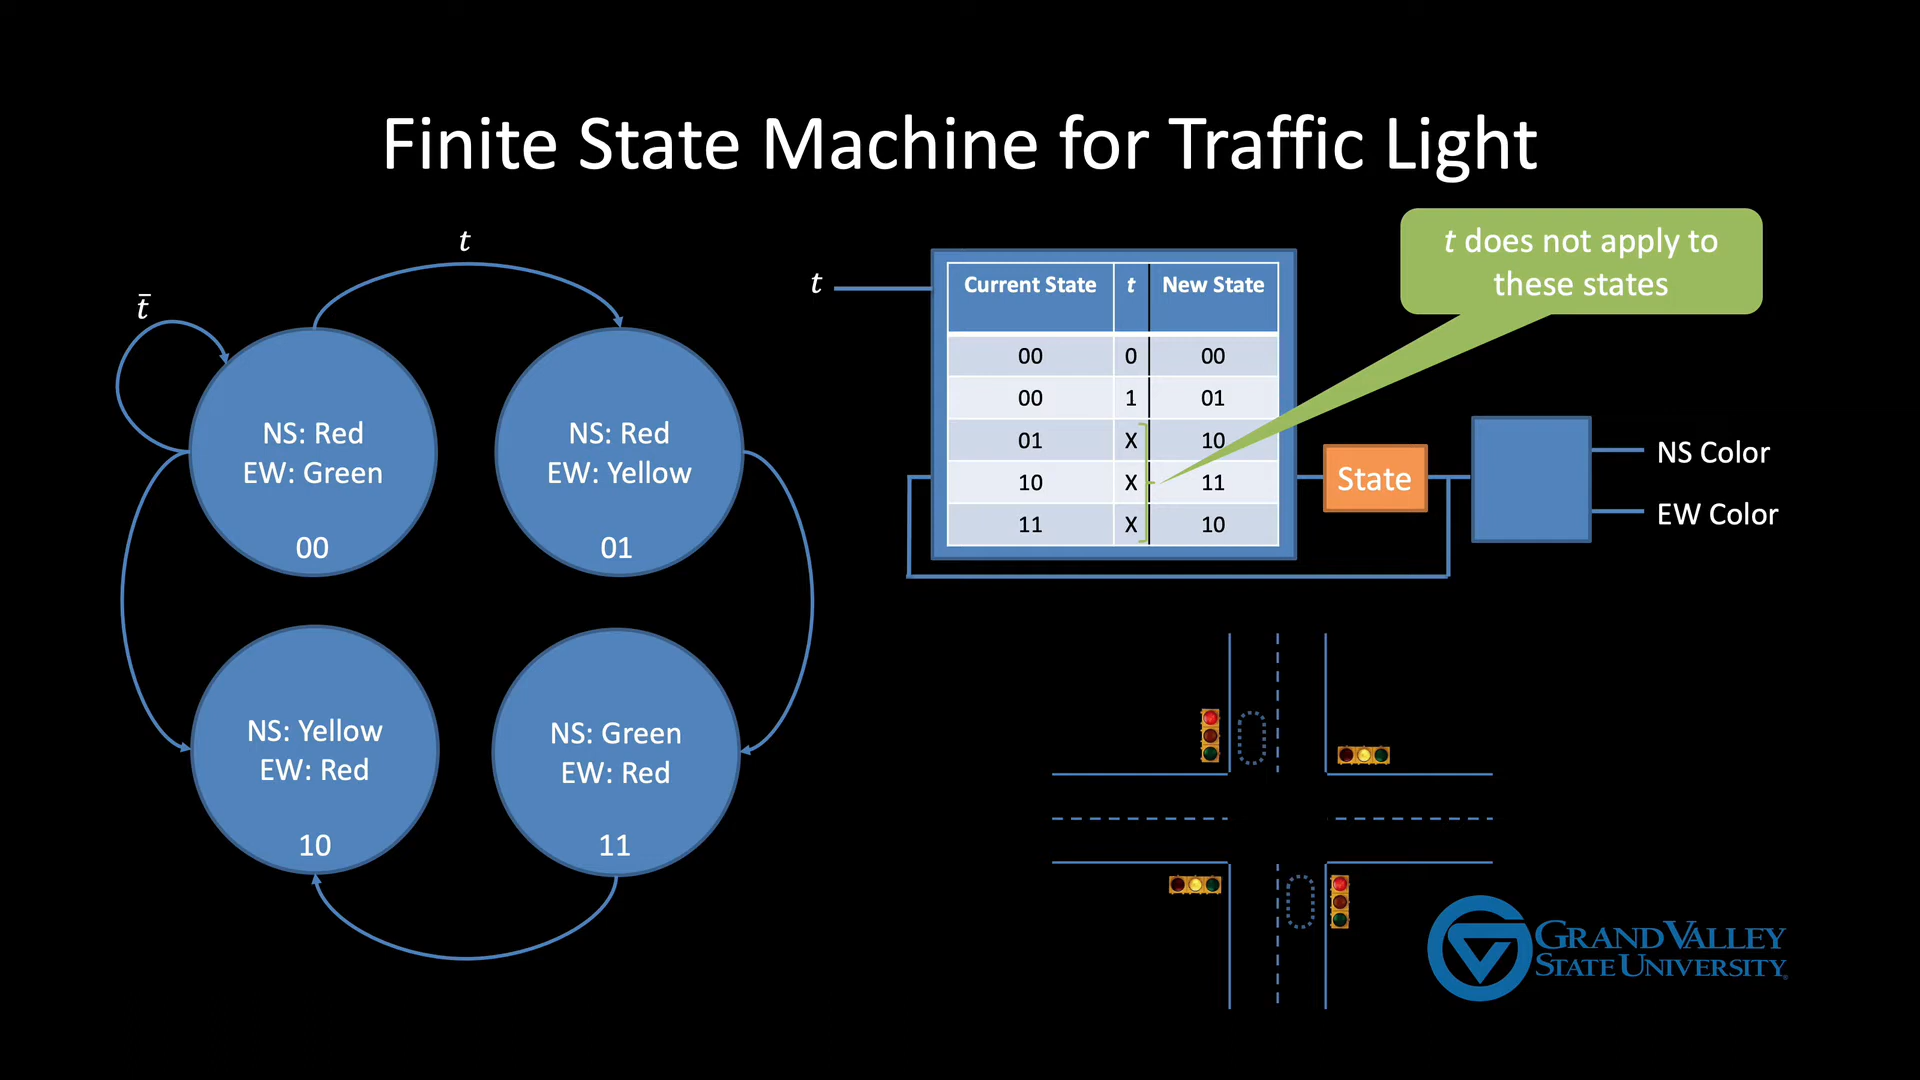 Finite State Machine for Traffic Light
t
t̅
NS: Red
EW: Green
00
NS: Red
EW: Yellow
01
NS: Yellow
EW: Red
10
NS: Green
EW: Red
11
t
Current State t New State
00 0 00
00 1 01
01 X 10
10 X 11
11 X 10
t does not apply to
these states
State
NS Color
EW Color
GRAND VALLEY
STATE UNIVERSITY